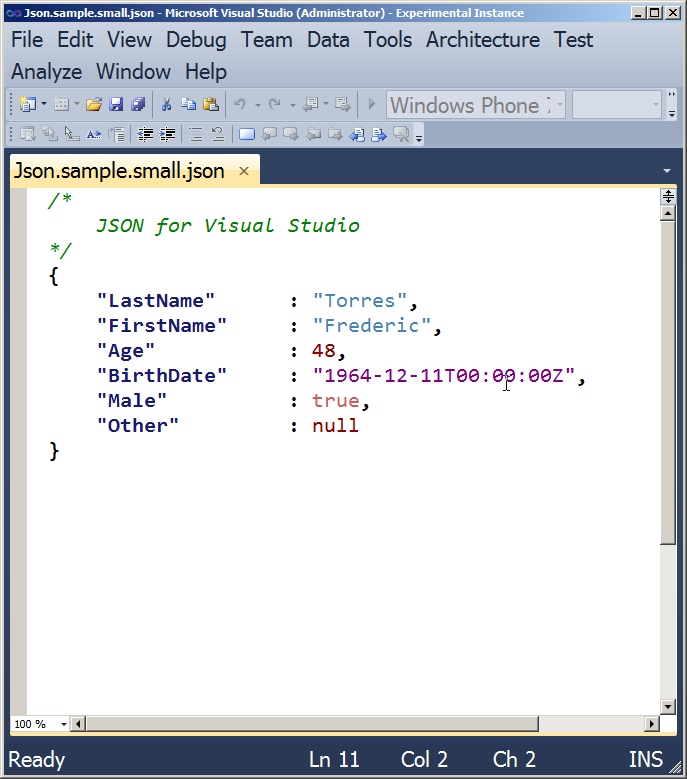 Json.sample.small.json - Microsoft Visual Studio (Administrator) - Experimental Instance
File Edit View Debug Team Data Tools Architecture Test
Analyze Window Help
Windows Phone
Json.sample.small.json ×
/*
JSON for Visual Studio
*/
{
"LastName" : "Torres",
"FirstName" : "Frederic",
"Age" : 48,
"BirthDate" : "1964-12-11T00:00:00Z",
"Male" : true,
"Other" : null
}
100 %
Ready Ln 11 Col 2 Ch 2 INS